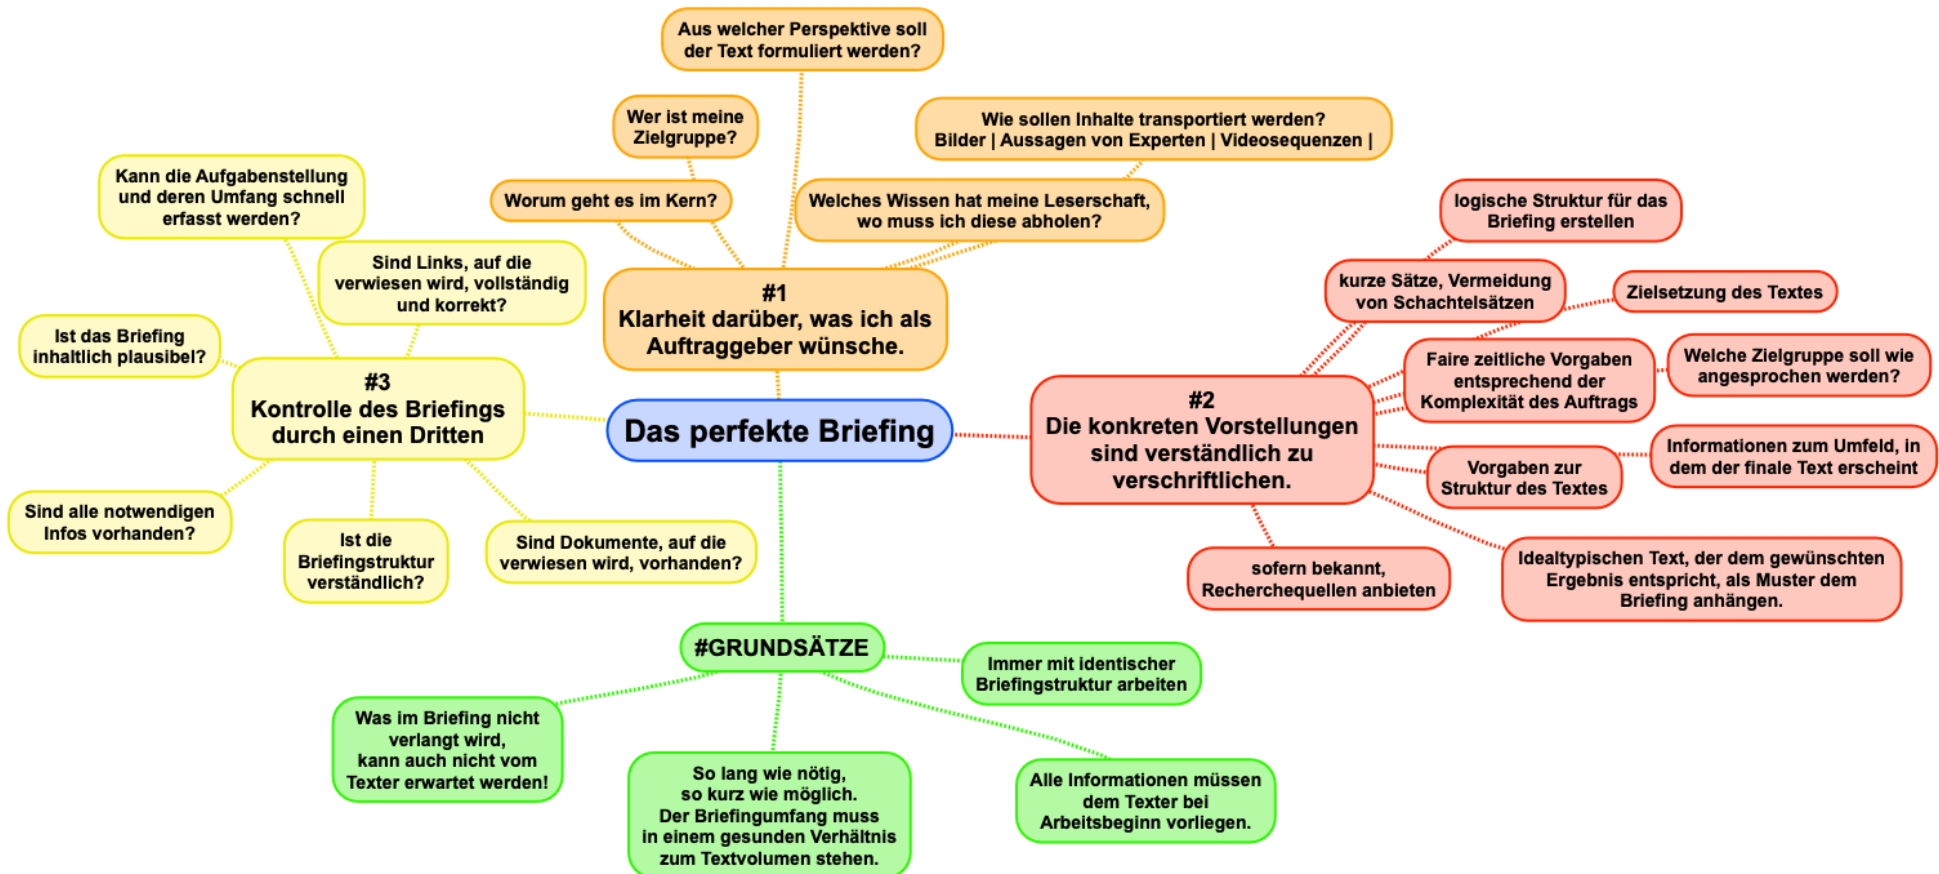 Aus welcher Perspektive soll
der Text formuliert werden?
Wer ist meine
Zielgruppe?
Wie sollen Inhalte transportiert werden?
Bilder | Aussagen von Experten | Videosequenzen |
Worum geht es im Kern?
Welches Wissen hat meine Leserschaft,
wo muss ich diese abholen?
#1
Klarheit darüber, was ich als
Auftraggeber wünsche.
Kann die Aufgabenstellung
und deren Umfang schnell
erfasst werden?
Sind Links, auf die
verwiesen wird, vollständig
und korrekt?
Ist das Briefing
inhaltlich plausibel?
#3
Kontrolle des Briefings
durch einen Dritten
Sind alle notwendigen
Infos vorhanden?
Ist die
Briefingstruktur
verständlich?
Sind Dokumente, auf die
verwiesen wird, vorhanden?
Das perfekte Briefing
logische Struktur für das
Briefing erstellen
kurze Sätze, Vermeidung
von Schachtelsätzen
Zielsetzung des Textes
Faire zeitliche Vorgaben
entsprechend der
Komplexität des Auftrags
Welche Zielgruppe soll wie
angesprochen werden?
#2
Die konkreten Vorstellungen
sind verständlich zu
verschriftlichen.
Informationen zum Umfeld, in
dem der finale Text erscheint
Vorgaben zur
Struktur des Textes
sofern bekannt,
Recherchequellen anbieten
Idealtypischen Text, der dem gewünschten
Ergebnis entspricht, als Muster dem
Briefing anhängen.
#GRUNDSÄTZE
Immer mit identischer
Briefingstruktur arbeiten
Was im Briefing nicht
verlangt wird,
kann auch nicht vom
Texter erwartet werden!
So lang wie nötig,
so kurz wie möglich.
Der Briefingumfang muss
in einem gesunden Verhältnis
zum Textvolumen stehen.
Alle Informationen müssen
dem Texter bei
Arbeitsbeginn vorliegen.